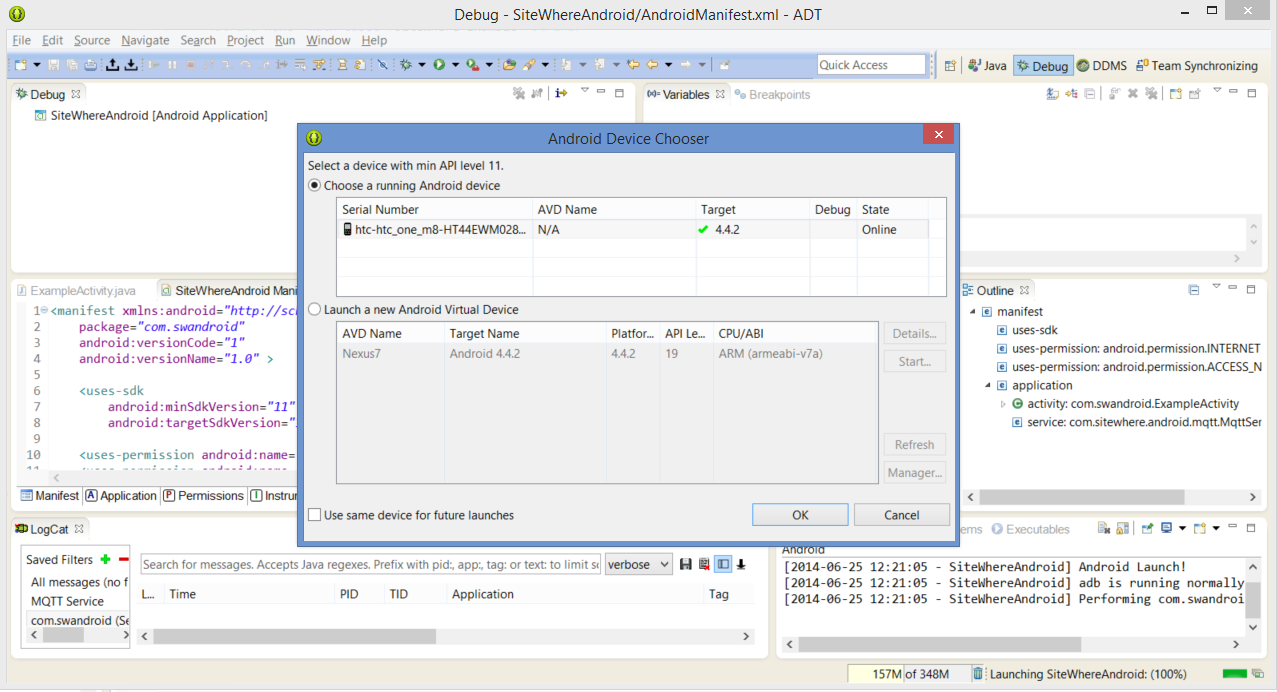 Debug - SiteWhereAndroid/AndroidManifest.xml - ADT
File Edit Source Navigate Search Project Run Window Help
Quick Access
Java
Debug
DDMS
Team Synchronizing
Debug
SiteWhereAndroid [Android Application]
Variables
Breakpoints
Android Device Chooser
Select a device with min API level 11.
Choose a running Android device
Serial Number AVD Name Target Debug State
htc-htc_one_m8-HT44EWM028... N/A 4.4.2 Online
Launch a new Android Virtual Device
AVD Name Target Name Platfor... API Le... CPU/ABI
Nexus7 Android 4.4.2 4.4.2 19 ARM (armeabi-v7a)
Details...
Start...
Refresh
Manager...
Use same device for future launches
OK
Cancel
ExampleActivity.java
SiteWhereAndroid Mani
1 <manifest xmlns:android="http://sc
2 package="com.swandroid"
3 android:versionCode="1"
4 android:versionName="1.0" >
5
6 <uses-sdk
7 android:minSdkVersion="11"
8 android:targetSdkVersion=
9
10 <uses-permission android:name=
11 <uses-permission android:name
Manifest
Application
Permissions
Instru
Outline
manifest
uses-sdk
uses-permission: android.permission.INTERNET
uses-permission: android.permission.ACCESS_N
application
activity: com.swandroid.ExampleActivity
service: com.sitewhere.android.mqtt.MqttSer
LogCat
Saved Filters
All messages (no f
MQTT Service
com.swandroid (Se
Search for messages. Accepts Java regexes. Prefix with pid:, app:, tag: or text: to limit s
verbose
L... Time PID TID Application Tag
ems
Executables
Android
[2014-06-25 12:21:05 - SiteWhereAndroid] Android Launch!
[2014-06-25 12:21:05 - SiteWhereAndroid] adb is running normally
[2014-06-25 12:21:05 - SiteWhereAndroid] Performing com.swandroi
157M of 348M
Launching SiteWhereAndroid: (100%)